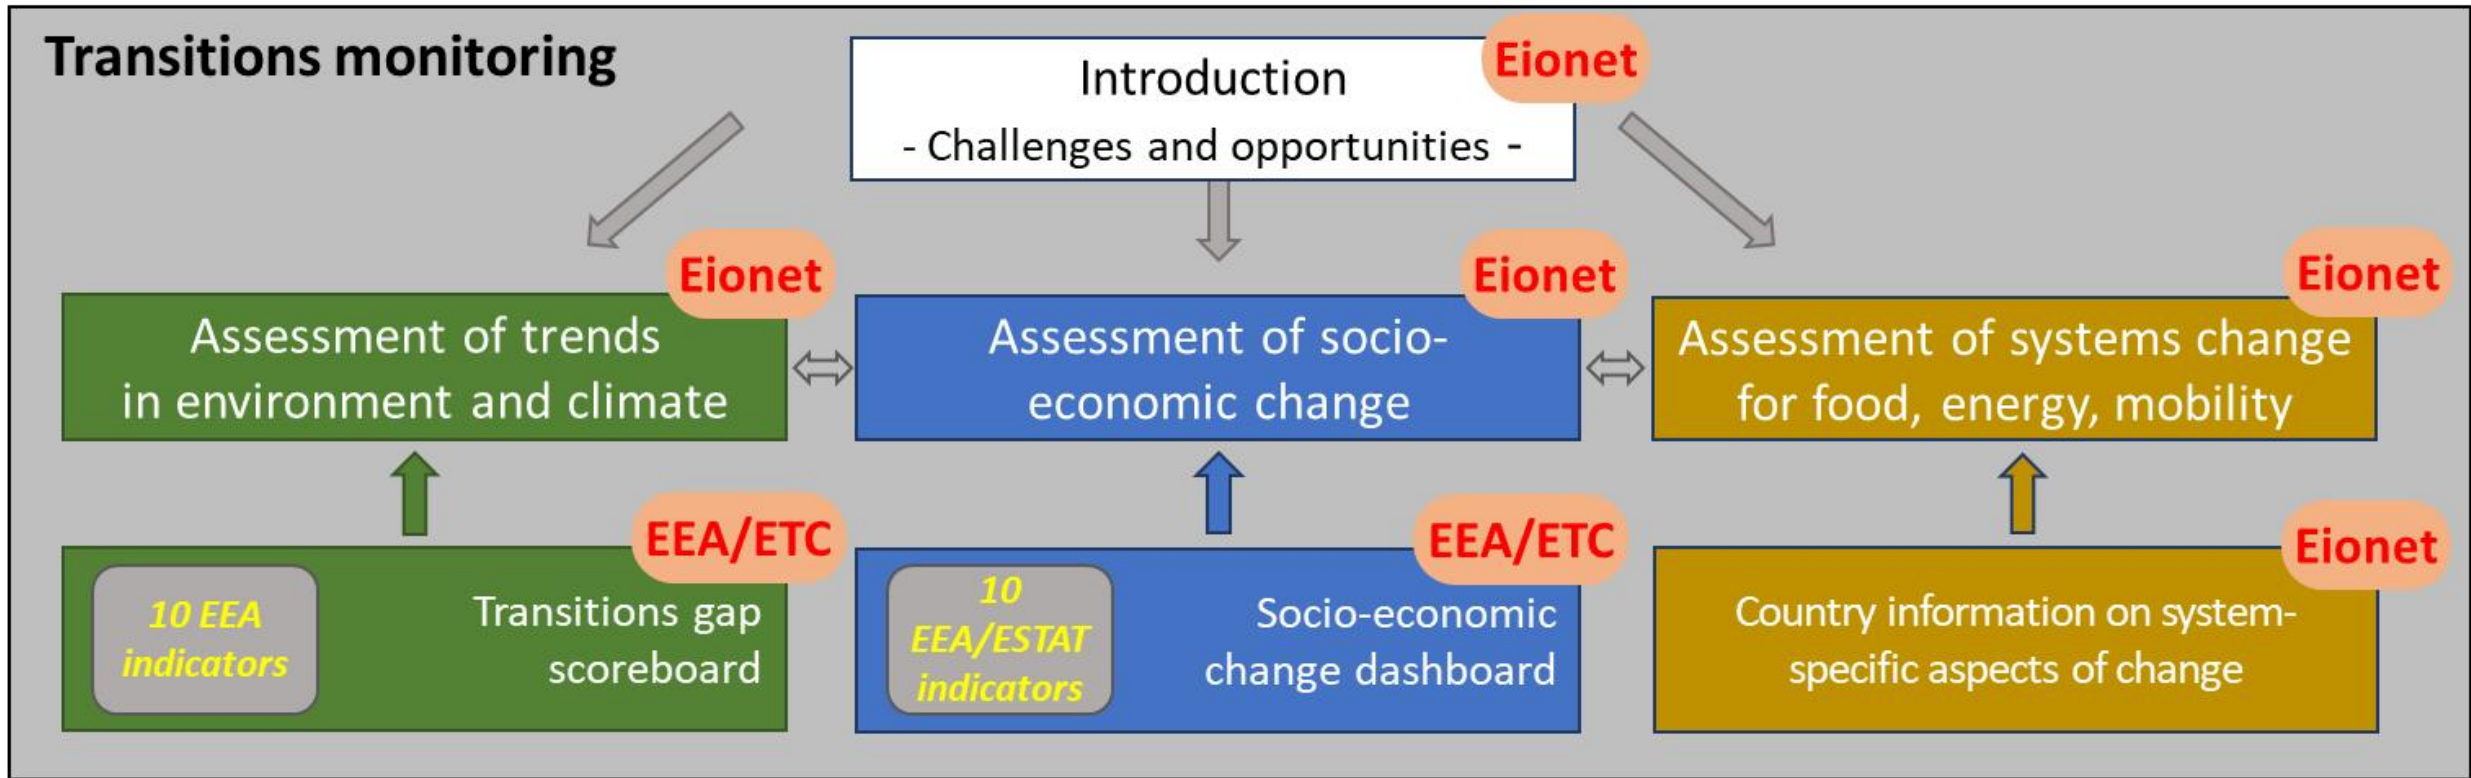 Transitions monitoring
Eionet
Introduction
- Challenges and opportunities -
Eionet
Assessment of trends
in environment and climate
Eionet
Assessment of socio-
economic change
Eionet
Assessment of systems change
for food, energy, mobility
EEA/ETC
10 EEA
indicators
Transitions gap
scoreboard
EEA/ETC
10
EEA/ESTAT
indicators
Socio-economic
change dashboard
Eionet
Country information on system-
specific aspects of change